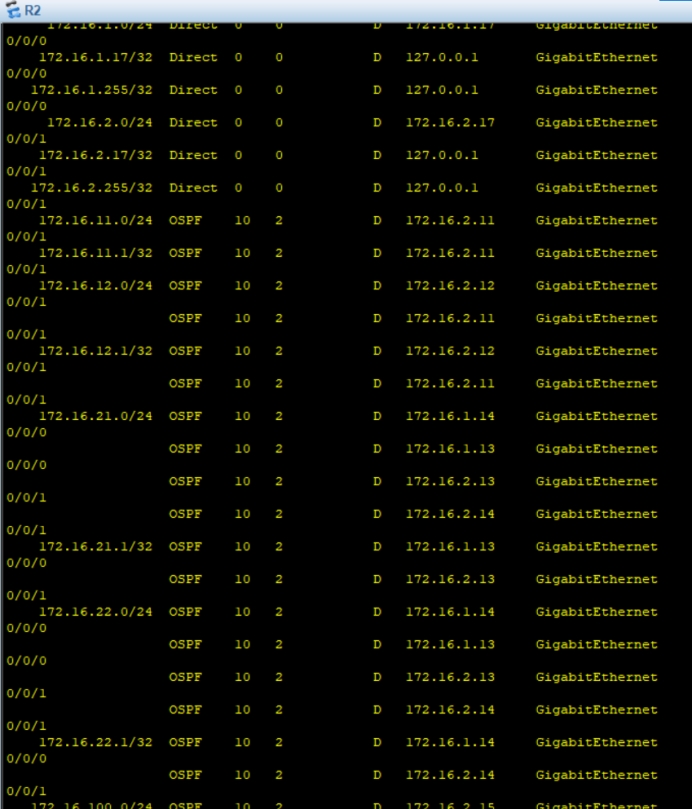 R2
172.16.1.0/24 Direct 0 0 D 172.16.1.17 GigabitEthernet
0/0/0
172.16.1.17/32 Direct 0 0 D 127.0.0.1 GigabitEthernet
0/0/0
172.16.1.255/32 Direct 0 0 D 127.0.0.1 GigabitEthernet
0/0/0
172.16.2.0/24 Direct 0 0 D 172.16.2.17 GigabitEthernet
0/0/1
172.16.2.17/32 Direct 0 0 D 127.0.0.1 GigabitEthernet
0/0/1
172.16.2.255/32 Direct 0 0 D 127.0.0.1 GigabitEthernet
0/0/1
172.16.11.0/24 OSPF 10 2 D 172.16.2.11 GigabitEthernet
0/0/1
172.16.11.1/32 OSPF 10 2 D 172.16.2.11 GigabitEthernet
0/0/1
172.16.12.0/24 OSPF 10 2 D 172.16.2.12 GigabitEthernet
0/0/1
OSPF 10 2 D 172.16.2.11 GigabitEthernet
0/0/1
172.16.12.1/32 OSPF 10 2 D 172.16.2.12 GigabitEthernet
0/0/1
OSPF 10 2 D 172.16.2.11 GigabitEthernet
0/0/1
172.16.21.0/24 OSPF 10 2 D 172.16.1.14 GigabitEthernet
0/0/0
OSPF 10 2 D 172.16.1.13 GigabitEthernet
0/0/0
OSPF 10 2 D 172.16.2.13 GigabitEthernet
0/0/1
OSPF 10 2 D 172.16.2.14 GigabitEthernet
0/0/1
172.16.21.1/32 OSPF 10 2 D 172.16.1.13 GigabitEthernet
0/0/0
OSPF 10 2 D 172.16.2.13 GigabitEthernet
0/0/1
172.16.22.0/24 OSPF 10 2 D 172.16.1.14 GigabitEthernet
0/0/0
OSPF 10 2 D 172.16.1.13 GigabitEthernet
0/0/0
OSPF 10 2 D 172.16.2.13 GigabitEthernet
0/0/1
OSPF 10 2 D 172.16.2.14 GigabitEthernet
0/0/1
172.16.22.1/32 OSPF 10 2 D 172.16.1.14 GigabitEthernet
0/0/0
OSPF 10 2 D 172.16.2.14 GigabitEthernet
0/0/1
172.16.100.0/24 OSPF 10 2 D 172.16.2.15 GigabitEthernet